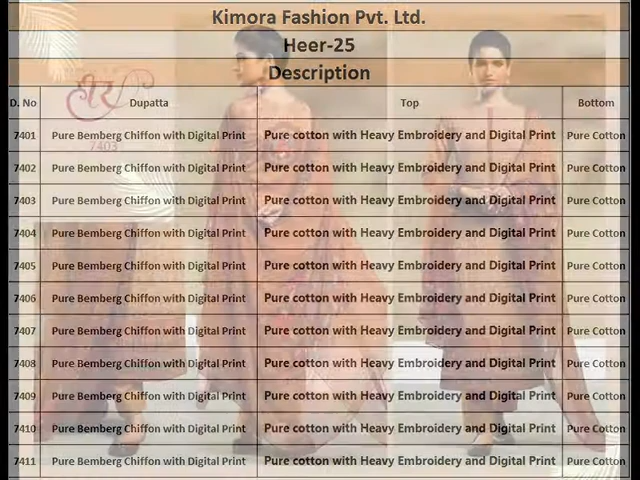 Kimora Fashion Pvt. Ltd.
Heer-25
Description
D. No Dupatta Top Bottom
हीर
7403
7401 Pure Bemberg Chiffon with Digital Print Pure cotton with Heavy Embroidery and Digital Print Pure Cotton
7402 Pure Bemberg Chiffon with Digital Print Pure cotton with Heavy Embroidery and Digital Print Pure Cotton
7403 Pure Bemberg Chiffon with Digital Print Pure cotton with Heavy Embroidery and Digital Print Pure Cotton
7404 Pure Bemberg Chiffon with Digital Print Pure cotton with Heavy Embroidery and Digital Print Pure Cotton
7405 Pure Bemberg Chiffon with Digital Print Pure cotton with Heavy Embroidery and Digital Print Pure Cotton
7406 Pure Bemberg Chiffon with Digital Print Pure cotton with Heavy Embroidery and Digital Print Pure Cotton
7407 Pure Bemberg Chiffon with Digital Print Pure cotton with Heavy Embroidery and Digital Print Pure Cotton
7408 Pure Bemberg Chiffon with Digital Print Pure cotton with Heavy Embroidery and Digital Print Pure Cotton
7409 Pure Bemberg Chiffon with Digital Print Pure cotton with Heavy Embroidery and Digital Print Pure Cotton
7410 Pure Bemberg Chiffon with Digital Print Pure cotton with Heavy Embroidery and Digital Print Pure Cotton
7411 Pure Bemberg Chiffon with Digital Print Pure cotton with Heavy Embroidery and Digital Print Pure Cotton